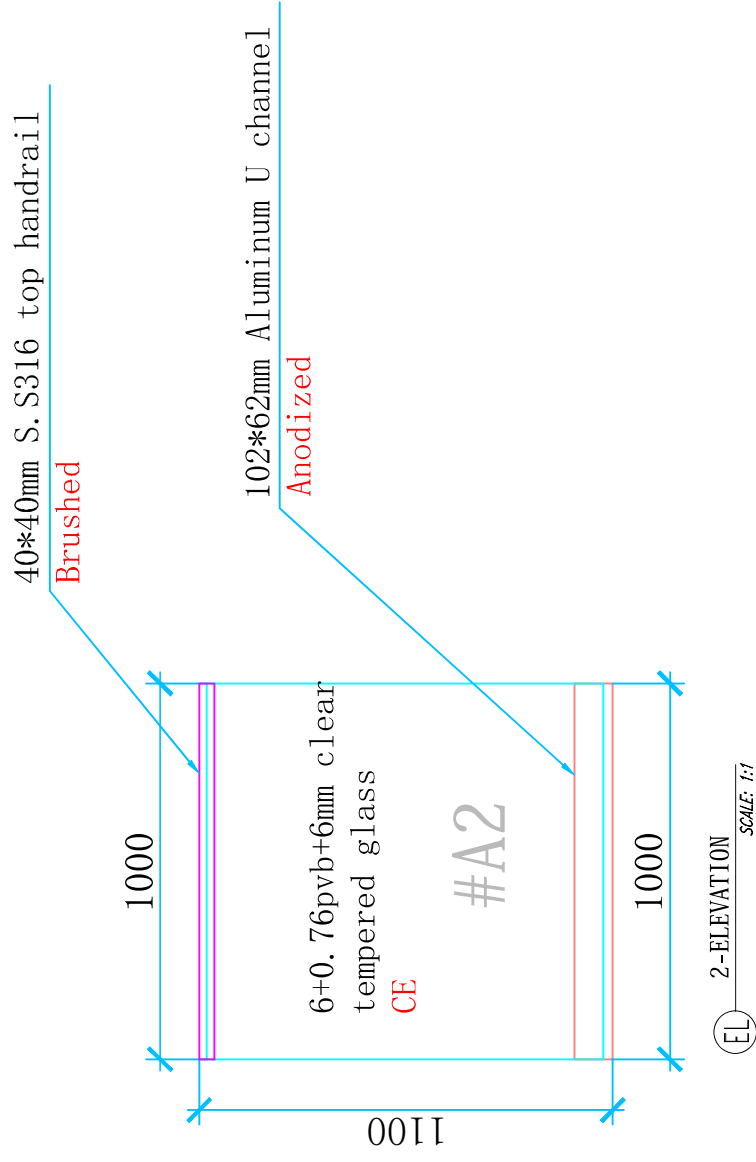 40*40mm S.S316 top handrail
Brushed
102*62mm Aluminum U channel
Anodized
1000
6+0.76pvb+6mm clear
tempered glass
CE
#A2
1100
1000
EL
2-ELEVATION
SCALE: 1:1